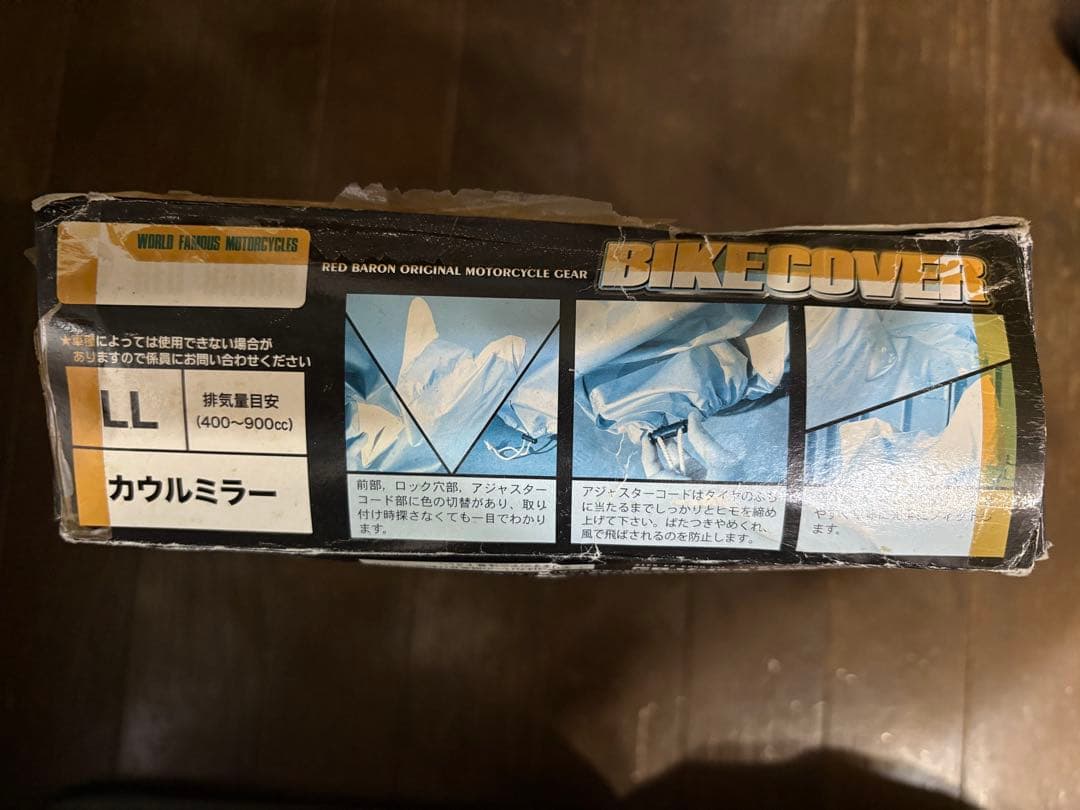 WORLD FAMOUS MOTORCYCLES
RED BARON ORIGINAL MOTORCYCLE GEAR
BIKECOVER
★車種によっては使用できない場合が
ありますので係員にお問い合わせください
LL
排気量目安
(400〜900cc)
カウルミラー
前部，ロック穴部，アジャスター
コード部に色の切替があり、取り
付け時探さなくても一目でわかり
ます。
アジャスターコードはタイヤのふち
に当たるまでしっかりとヒモを締め
上げて下さい。ばたつきやめくれ、
風で飛ばされるのを防止します。
やす
ます。